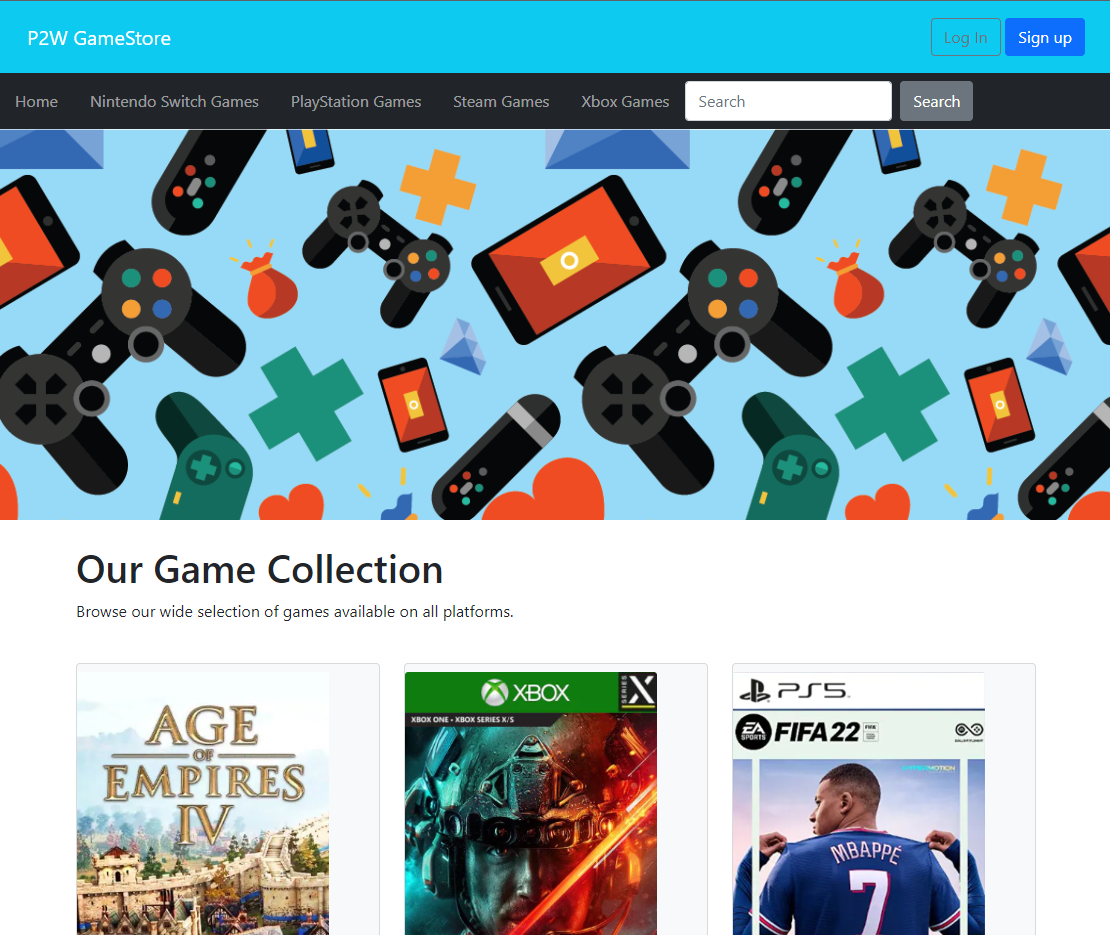 P2W GameStore
Log In
Sign up
Home
Nintendo Switch Games
PlayStation Games
Steam Games
Xbox Games
Search
Search
Our Game Collection
Browse our wide selection of games available on all platforms.
AGE
OF
EMPIRES
IV
XBOX
SERIES X
XBOX ONE • XBOX SERIES X/S
PS5
EA
SPORTS
FIFA 22
FIFA
MBAPPÉ
7